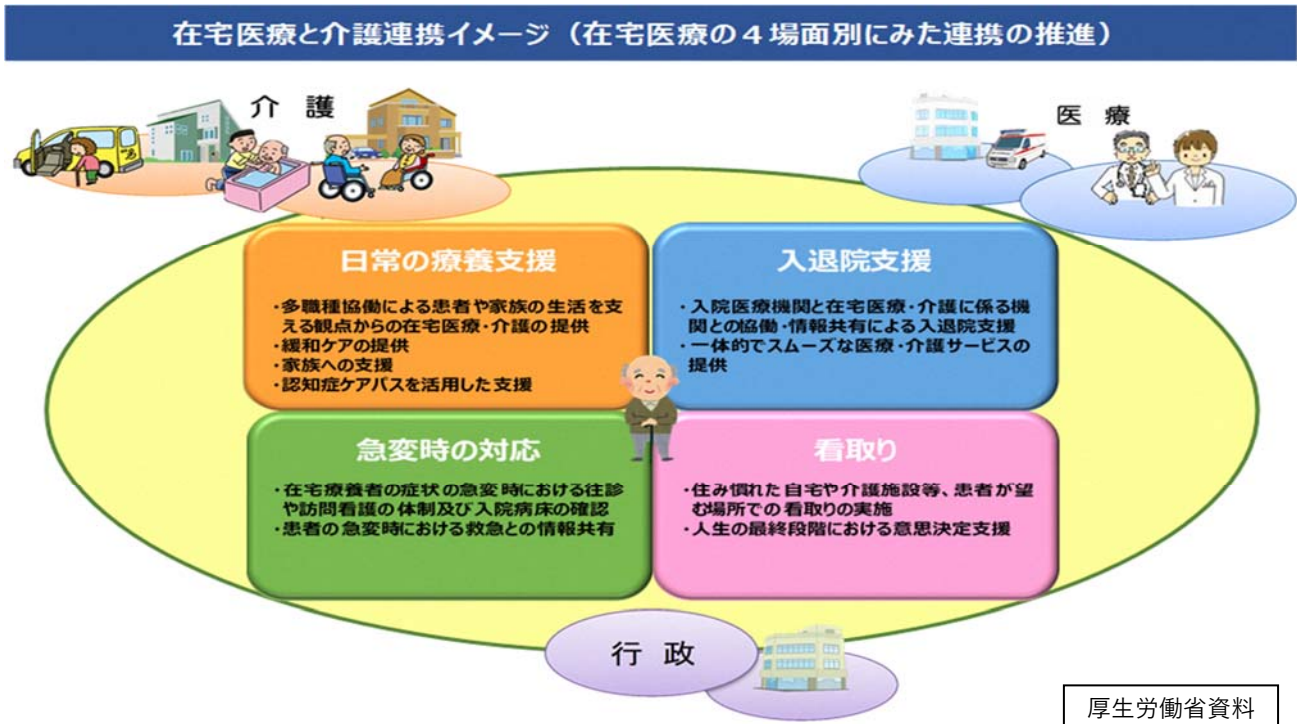 在宅医療と介護連携イメージ（在宅医療の４場面別にみた連携の推進）
介 護
医 療
日常の療養支援
・多職種協働による患者や家族の生活を支
える観点からの在宅医療・介護の提供
・緩和ケアの提供
・家族への支援
・認知症ケアパスを活用した支援
入退院支援
・入院医療機関と在宅医療・介護に係る機
関との協働・情報共有による入退院支援
・一体的でスムーズな医療・介護サービスの
提供
急変時の対応
・在宅療養者の症状の急変時における往診
や訪問看護の体制及び入院病床の確認
・患者の急変時における救急との情報共有
看取り
・住み慣れた自宅や介護施設等、患者が望
む場所での看取りの実施
・人生の最終段階における意思決定支援
行 政
厚生労働省資料